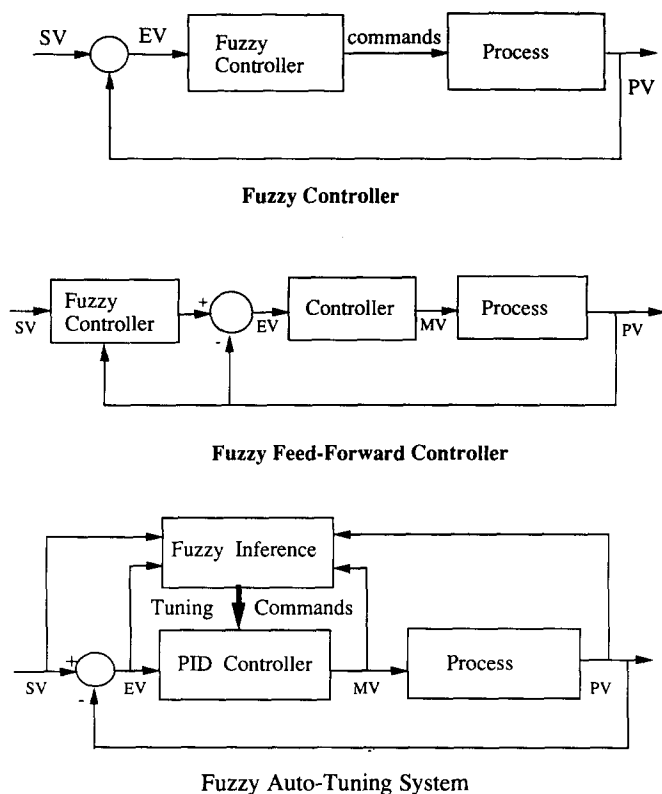 SV
EV
Fuzzy
Controller
commands
Process
PV
Fuzzy Controller
SV
Fuzzy
Controller
+
-
EV
Controller
MV
Process
PV
Fuzzy Feed-Forward Controller
Fuzzy Inference
Tuning Commands
SV
+
-
EV
PID Controller
MV
Process
PV
Fuzzy Auto-Tuning System